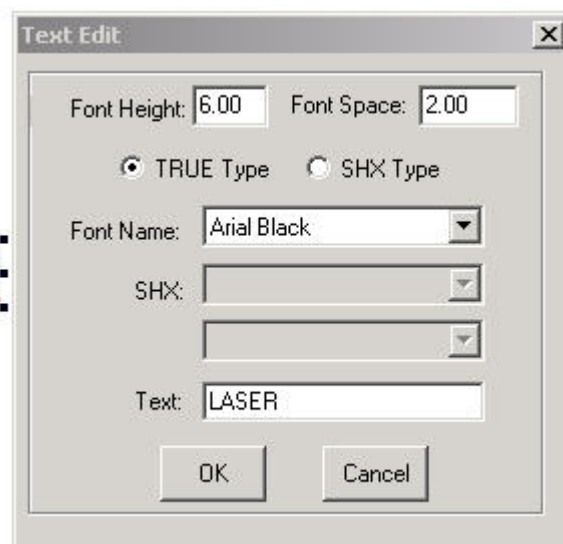 Text Edit
Font Height: 6.00 Font Space: 2.00
TRUE Type SHX Type
Font Name: Arial Black
SHX:
Text: LASER
OK Cancel